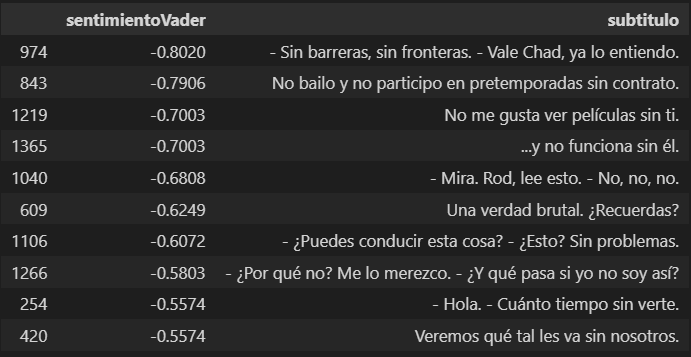 sentimientoVader subtitulo
974 -0.8020 - Sin barreras, sin fronteras. - Vale Chad, ya lo entiendo.
843 -0.7906 No bailo y no participo en pretemporadas sin contrato.
1219 -0.7003 No me gusta ver películas sin ti.
1365 -0.7003 ...y no funciona sin él.
1040 -0.6808 - Mira. Rod, lee esto. - No, no, no.
609 -0.6249 Una verdad brutal. ¿Recuerdas?
1106 -0.6072 - ¿Puedes conducir esta cosa? - ¿Esto? Sin problemas.
1266 -0.5803 - ¿Por qué no? Me lo merezco. - ¿Y qué pasa si yo no soy así?
254 -0.5574 - Hola. - Cuánto tiempo sin verte.
420 -0.5574 Veremos qué tal les va sin nosotros.